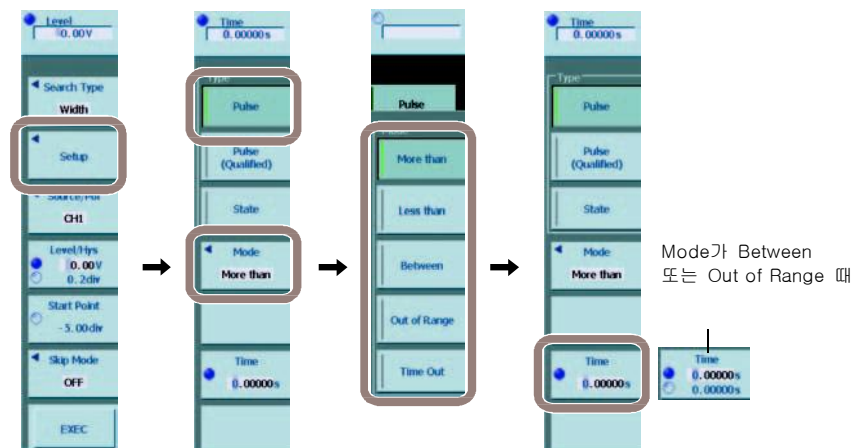 Level
0.00V
Search Type
Width
Setup
Source/Pol
CH1
Level/Hys
0.00V
0.2div
Start Point
-5.00div
Skip Mode
OFF
EXEC
Time
0.00000s
Type
Pulse
Pulse
(Qualified)
State
Mode
More than
Time
0.00000s
Pulse
Mode
More than
Less than
Between
Out of Range
Time Out
Time
0.00000s
Type
Pulse
Pulse
(Qualified)
State
Mode
More than
Time
0.00000s
Mode가 Between
또는 Out of Range 때
Time
0.00000s
0.00000s